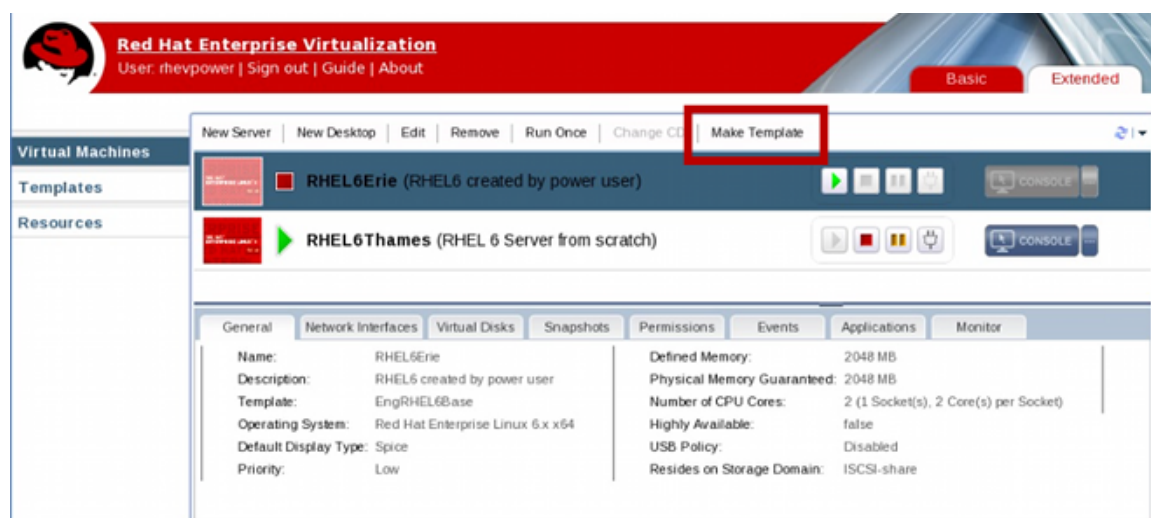 Red Hat Enterprise Virtualization
User: rhevpower | Sign out | Guide | About
Basic Extended
New Server | New Desktop | Edit | Remove | Run Once | Change CD | Make Template
Virtual Machines
Templates
Resources
RHEL6Erie (RHEL6 created by power user) CONSOLE
RHEL6Thames (RHEL 6 Server from scratch) CONSOLE
General Network Interfaces Virtual Disks Snapshots Permissions Events Applications Monitor
Name: RHEL6Erie Defined Memory: 2048 MB
Description: RHEL6 created by power user Physical Memory Guaranteed: 2048 MB
Template: EngRHEL6Base Number of CPU Cores: 2 (1 Socket(s), 2 Core(s) per Socket)
Operating System: Red Hat Enterprise Linux 6.x x64 Highly Available: false
Default Display Type: Spice USB Policy: Disabled
Priority: Low Resides on Storage Domain: ISCSI-share